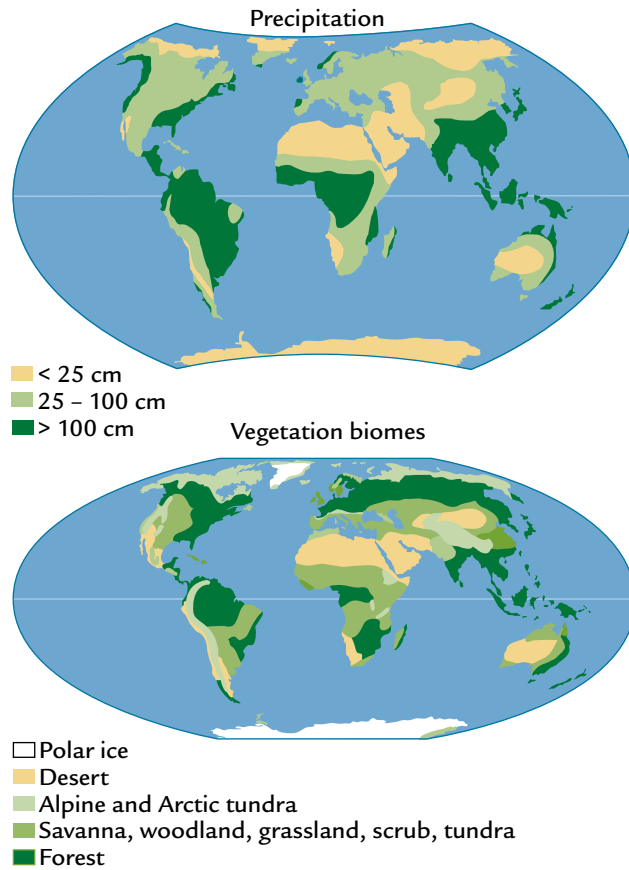 Precipitation
< 25 cm
25 – 100 cm
> 100 cm
Vegetation biomes
Polar ice
Desert
Alpine and Arctic tundra
Savanna, woodland, grassland, scrub, tundra
Forest